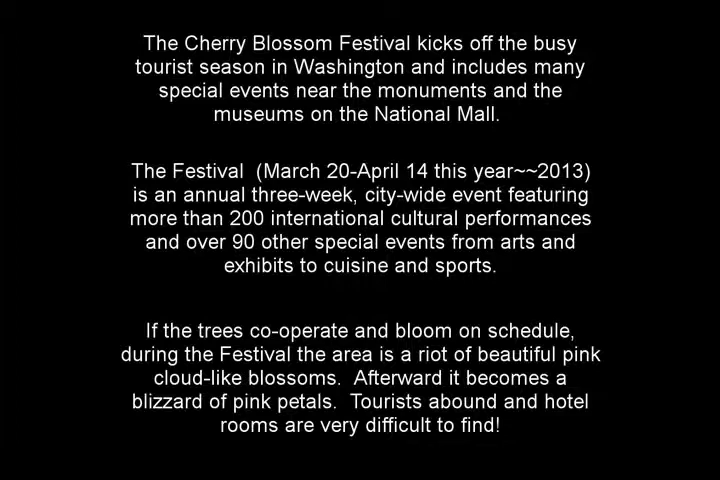 The Cherry Blossom Festival kicks off the busy
tourist season in Washington and includes many
special events near the monuments and the
museums on the National Mall.
The Festival  (March 20-April 14 this year~~2013)
is an annual three-week, city-wide event featuring
more than 200 international cultural performances
and over 90 other special events from arts and
exhibits to cuisine and sports.
If the trees co-operate and bloom on schedule,
during the Festival the area is a riot of beautiful pink
cloud-like blossoms.  Afterward it becomes a
blizzard of pink petals.  Tourists abound and hotel
rooms are very difficult to find!